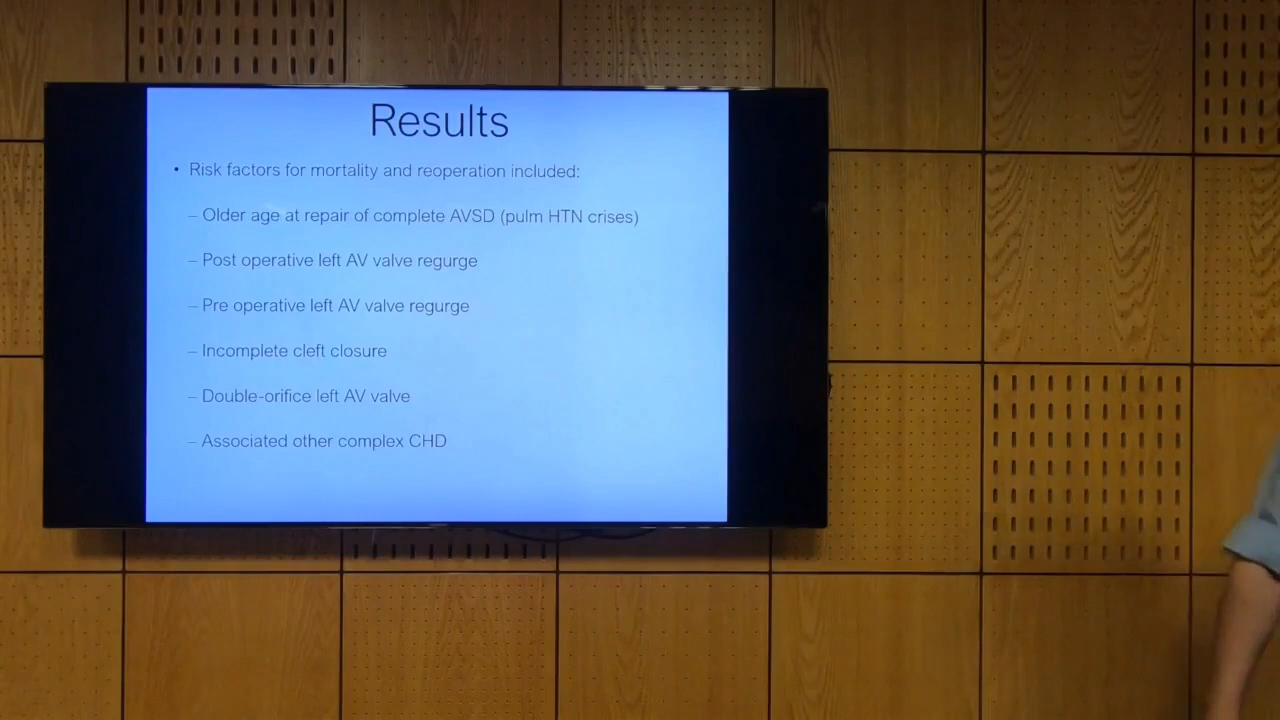 Results
• Risk factors for mortality and reoperation included:
– Older age at repair of complete AVSD (pulm HTN crises)
– Post operative left AV valve regurge
– Pre operative left AV valve regurge
– Incomplete cleft closure
– Double-orifice left AV valve
– Associated other complex CHD